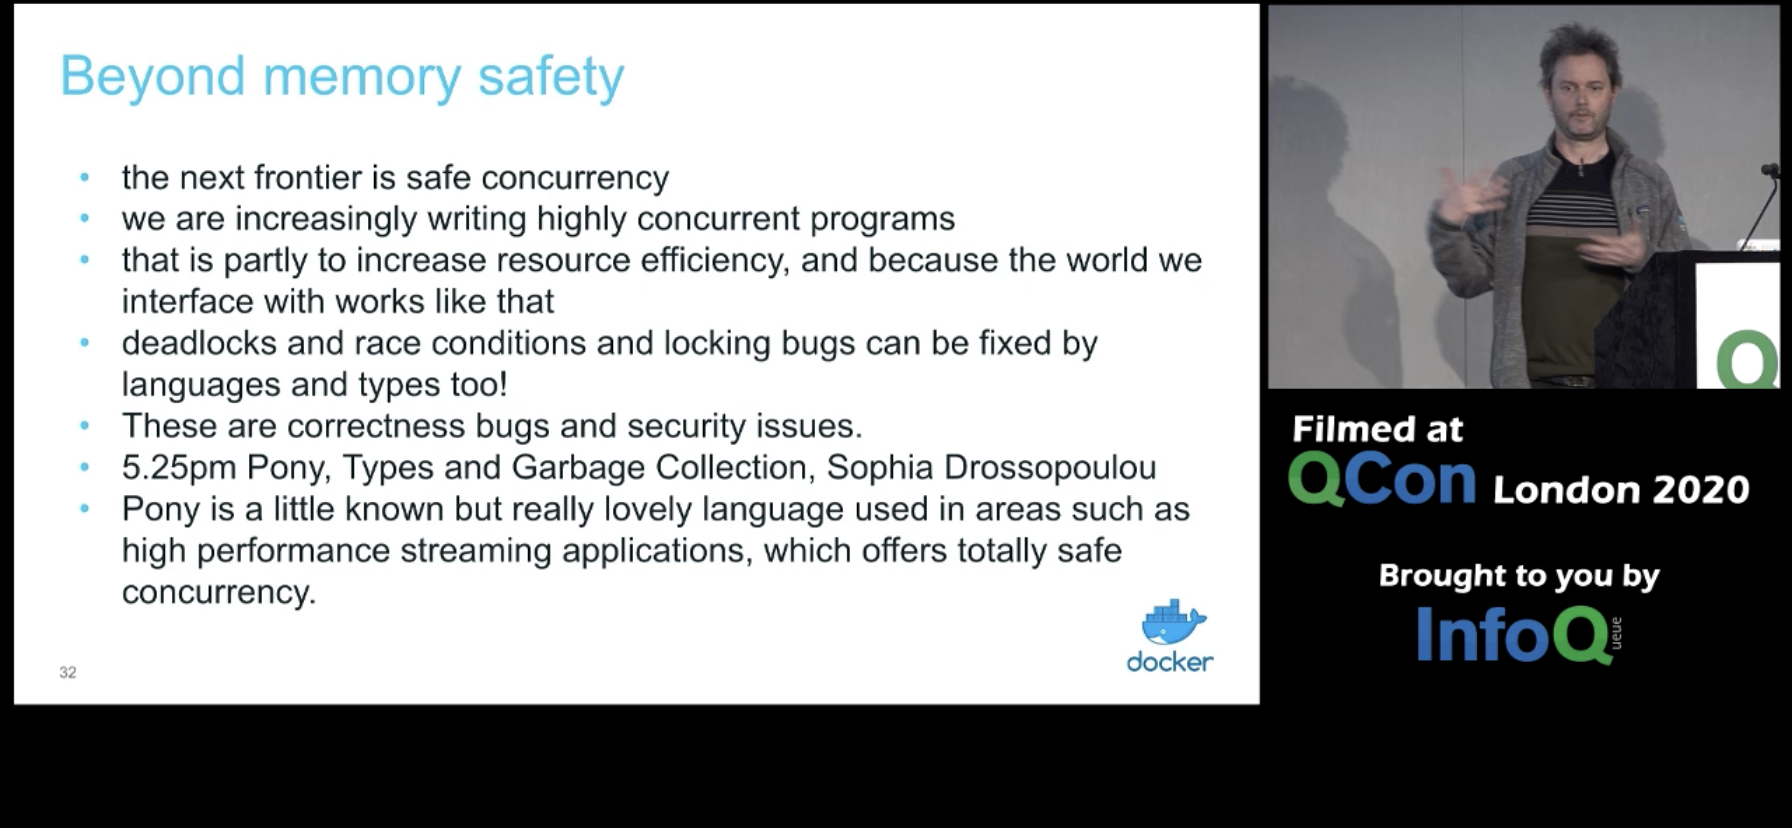 Beyond memory safety
the next frontier is safe concurrency
we are increasingly writing highly concurrent programs
that is partly to increase resource efficiency, and because the world we
interface with works like that
deadlocks and race conditions and locking bugs can be fixed by
languages and types too!
These are correctness bugs and security issues.
5.25pm Pony, Types and Garbage Collection, Sophia Drossopoulou
Pony is a little known but really lovely language used in areas such as
high performance streaming applications, which offers totally safe
concurrency.
docker
32
Q
Filmed at
QCon London 2020
Brought to you by
InfoQ
ueue